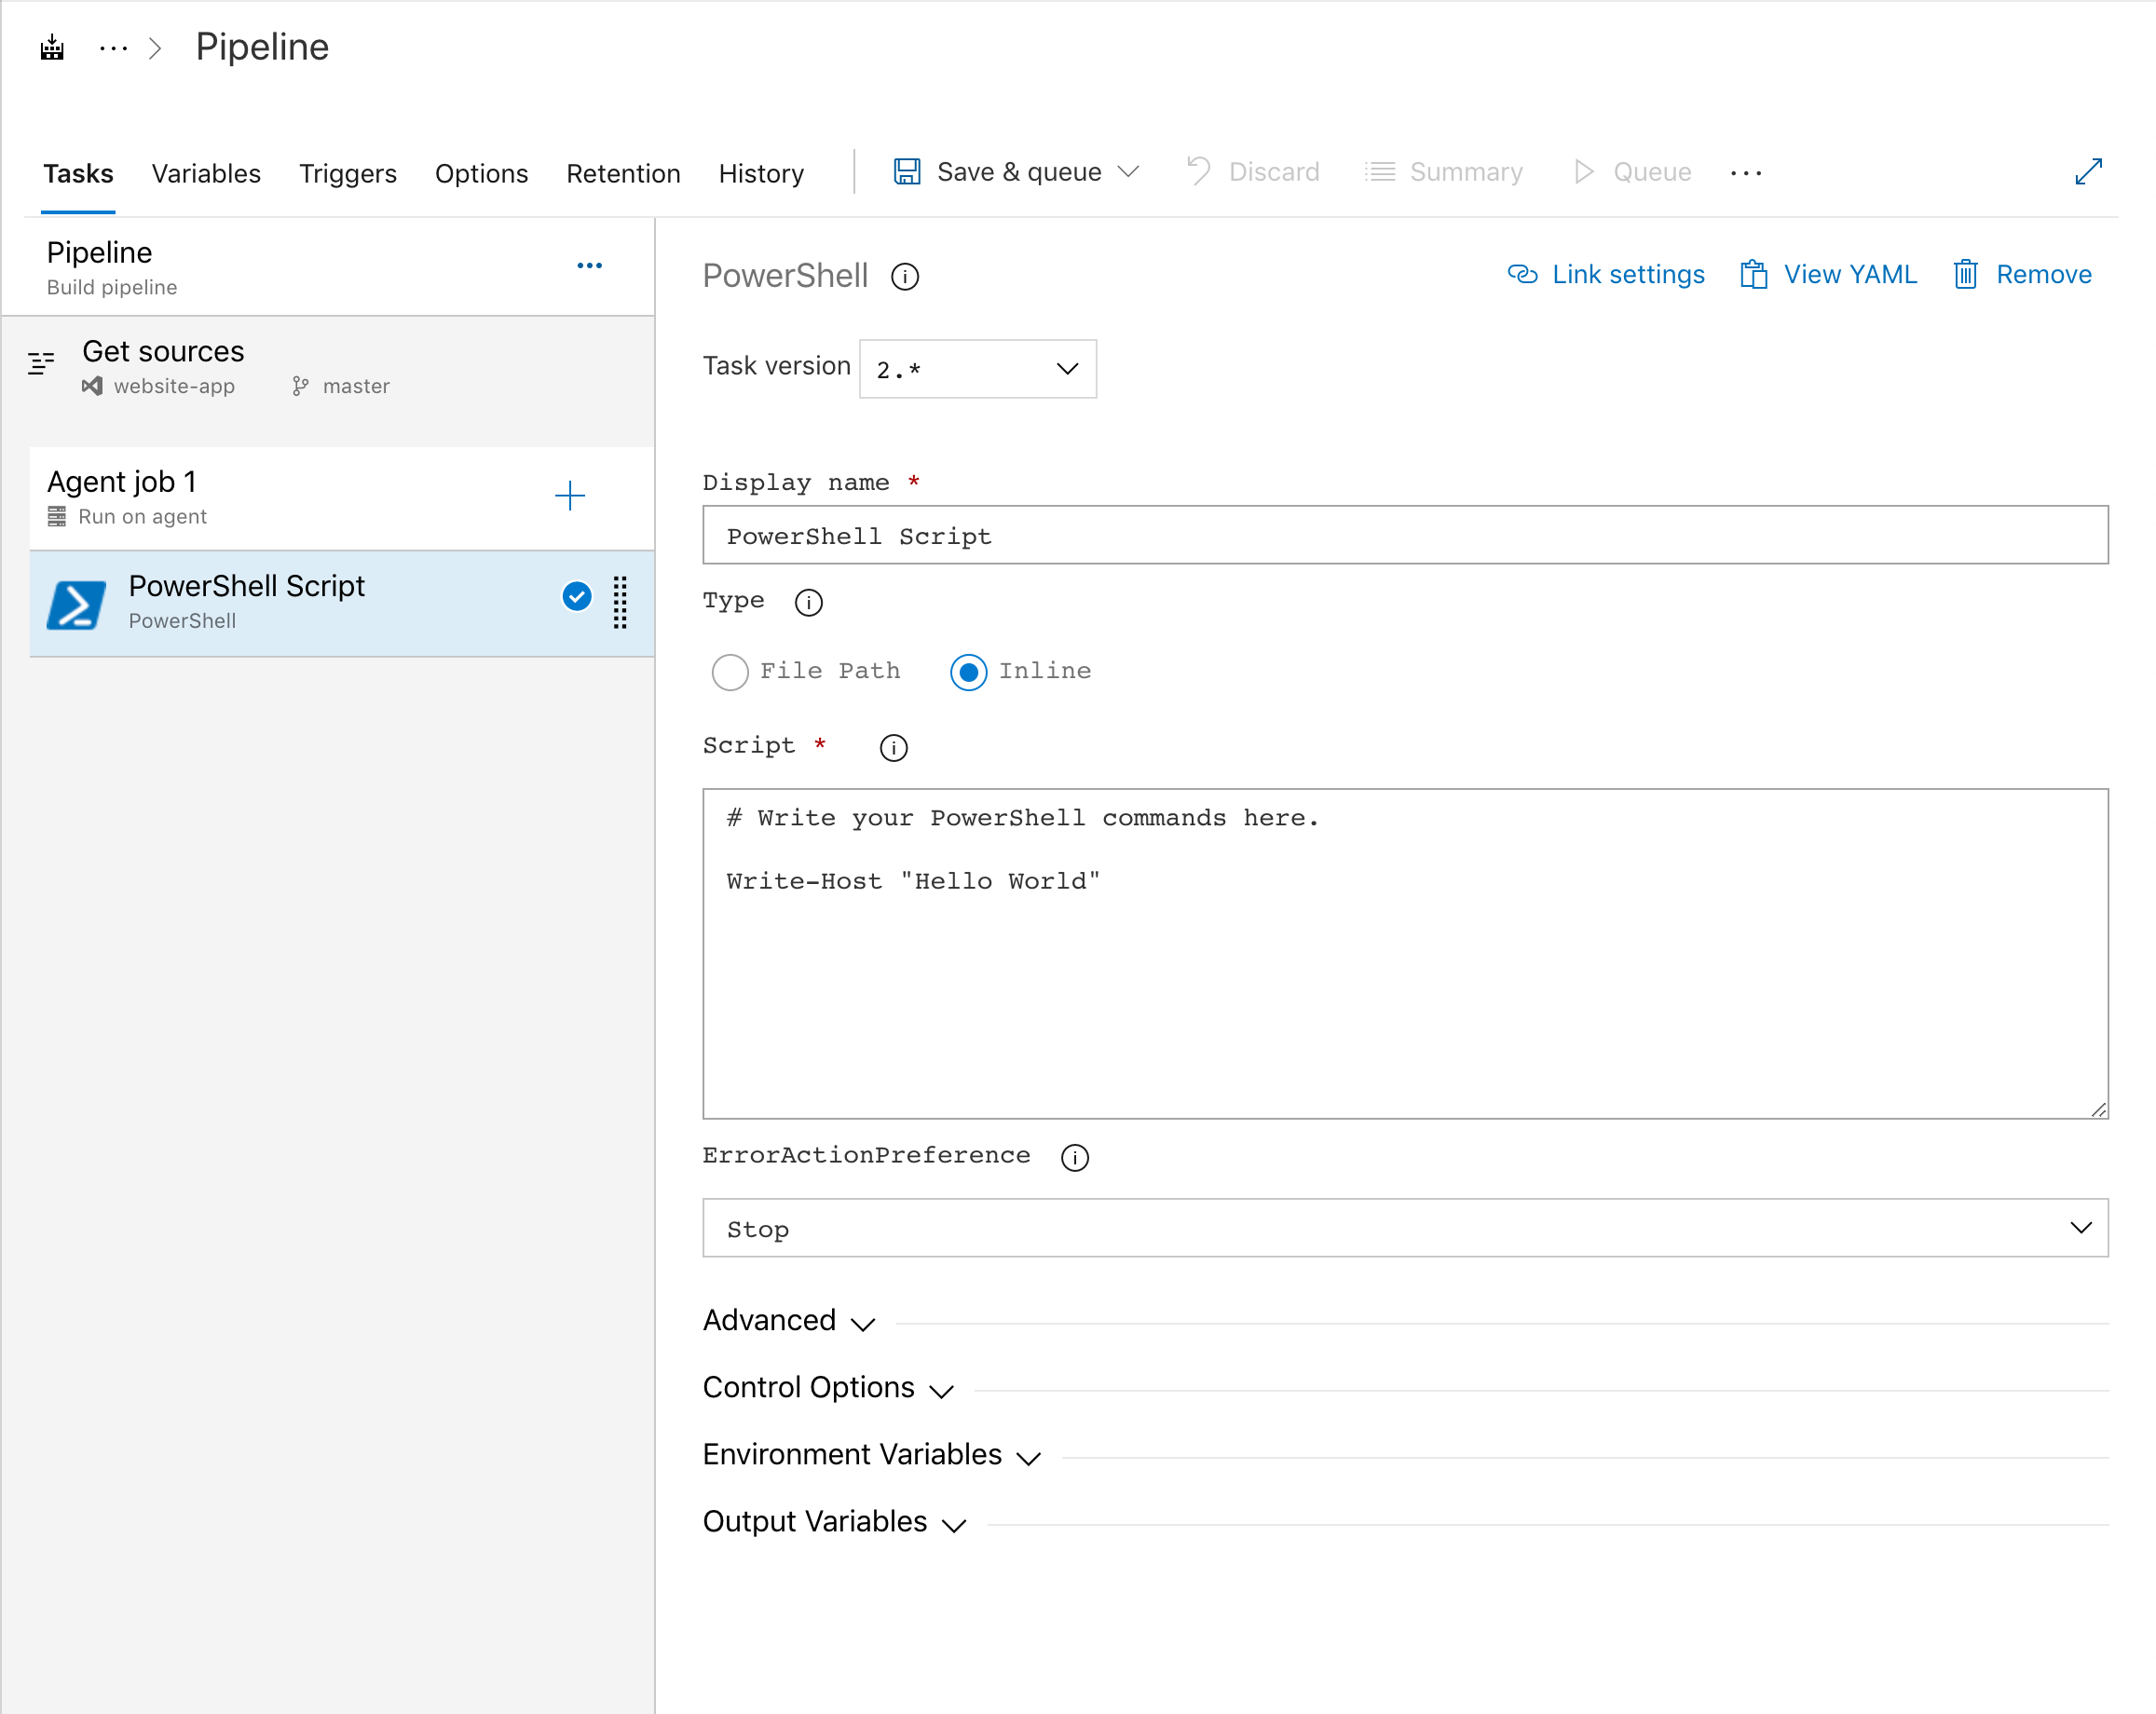 Pipeline
Tasks Variables Triggers Options Retention History Save & queue Discard Summary Queue
Pipeline
Build pipeline
Get sources
website-app master
Agent job 1
Run on agent
PowerShell Script
PowerShell
PowerShell Link settings View YAML Remove
Task version 2.*
Display name *
PowerShell Script
Type
File Path Inline
Script *
# Write your PowerShell commands here.
Write-Host "Hello World"
ErrorActionPreference
Stop
Advanced
Control Options
Environment Variables
Output Variables